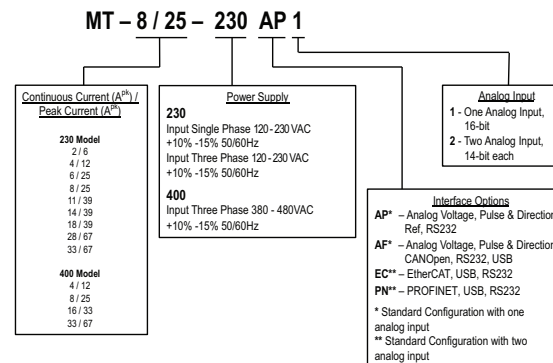 MT – 8 / 25 – 230 AP 1
Continuous Current (Apk) /
Peak Current (Apk)
230 Model
2 / 6
4 / 12
6 / 25
8 / 25
11 / 39
14 / 39
18 / 39
28 / 67
33 / 67
400 Model
4 / 12
8 / 25
16 / 33
33 / 67
Power Supply
230
Input Single Phase 120 - 230 VAC
+10% -15% 50/60Hz
Input Three Phase 120 - 230 VAC
+10% -15% 50/60Hz
400
Input Three Phase 380 - 480VAC
+10% -15% 50/60Hz
Analog Input
1 - One Analog Input,
16-bit
2 - Two Analog Input,
14-bit each
Interface Options
AP* – Analog Voltage, Pulse & Direction
Ref, RS232
AF* – Analog Voltage, Pulse & Direction
CANOpen, RS232, USB
EC** – EtherCAT, USB, RS232
PN** – PROFINET, USB, RS232
* Standard Configuration with one
analog input
** Standard Configuration with two
analog input